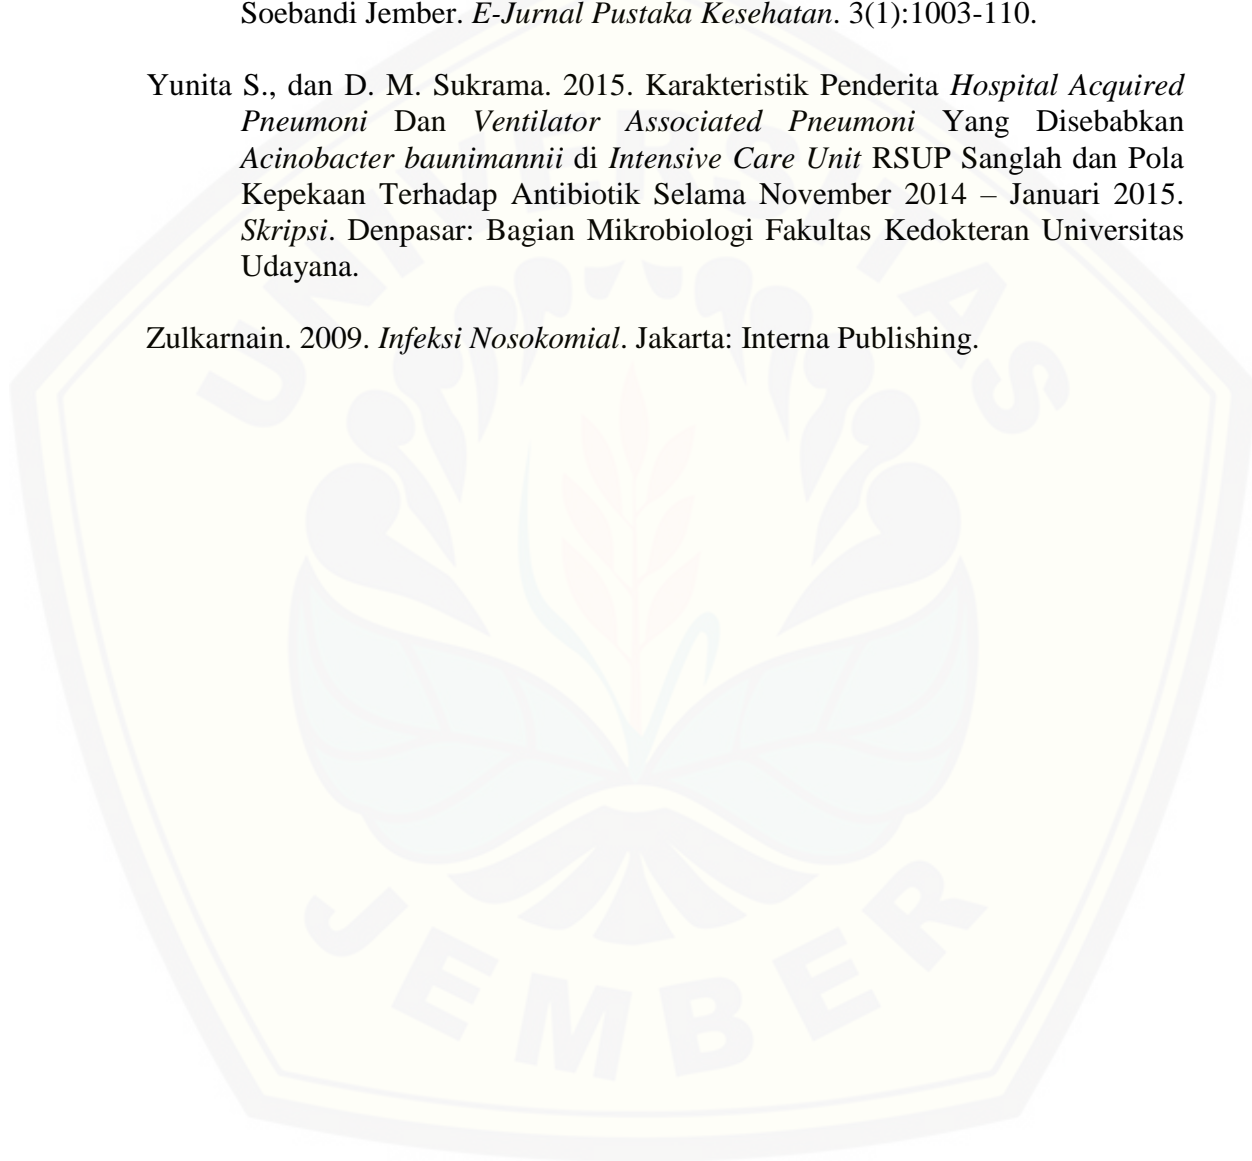 Soebandi Jember. E-Jurnal Pustaka Kesehatan. 3(1):1003-110.
Yunita S., dan D. M. Sukrama. 2015. Karakteristik Penderita Hospital Acquired
Pneumoni Dan Ventilator Associated Pneumoni Yang Disebabkan
Acinobacter baunimannii di Intensive Care Unit RSUP Sanglah dan Pola
Kepekaan Terhadap Antibiotik Selama November 2014 – Januari 2015.
Skripsi. Denpasar: Bagian Mikrobiologi Fakultas Kedokteran Universitas
Udayana.
Zulkarnain. 2009. Infeksi Nosokomial. Jakarta: Interna Publishing.
UNIVERSITAS
JEMBER